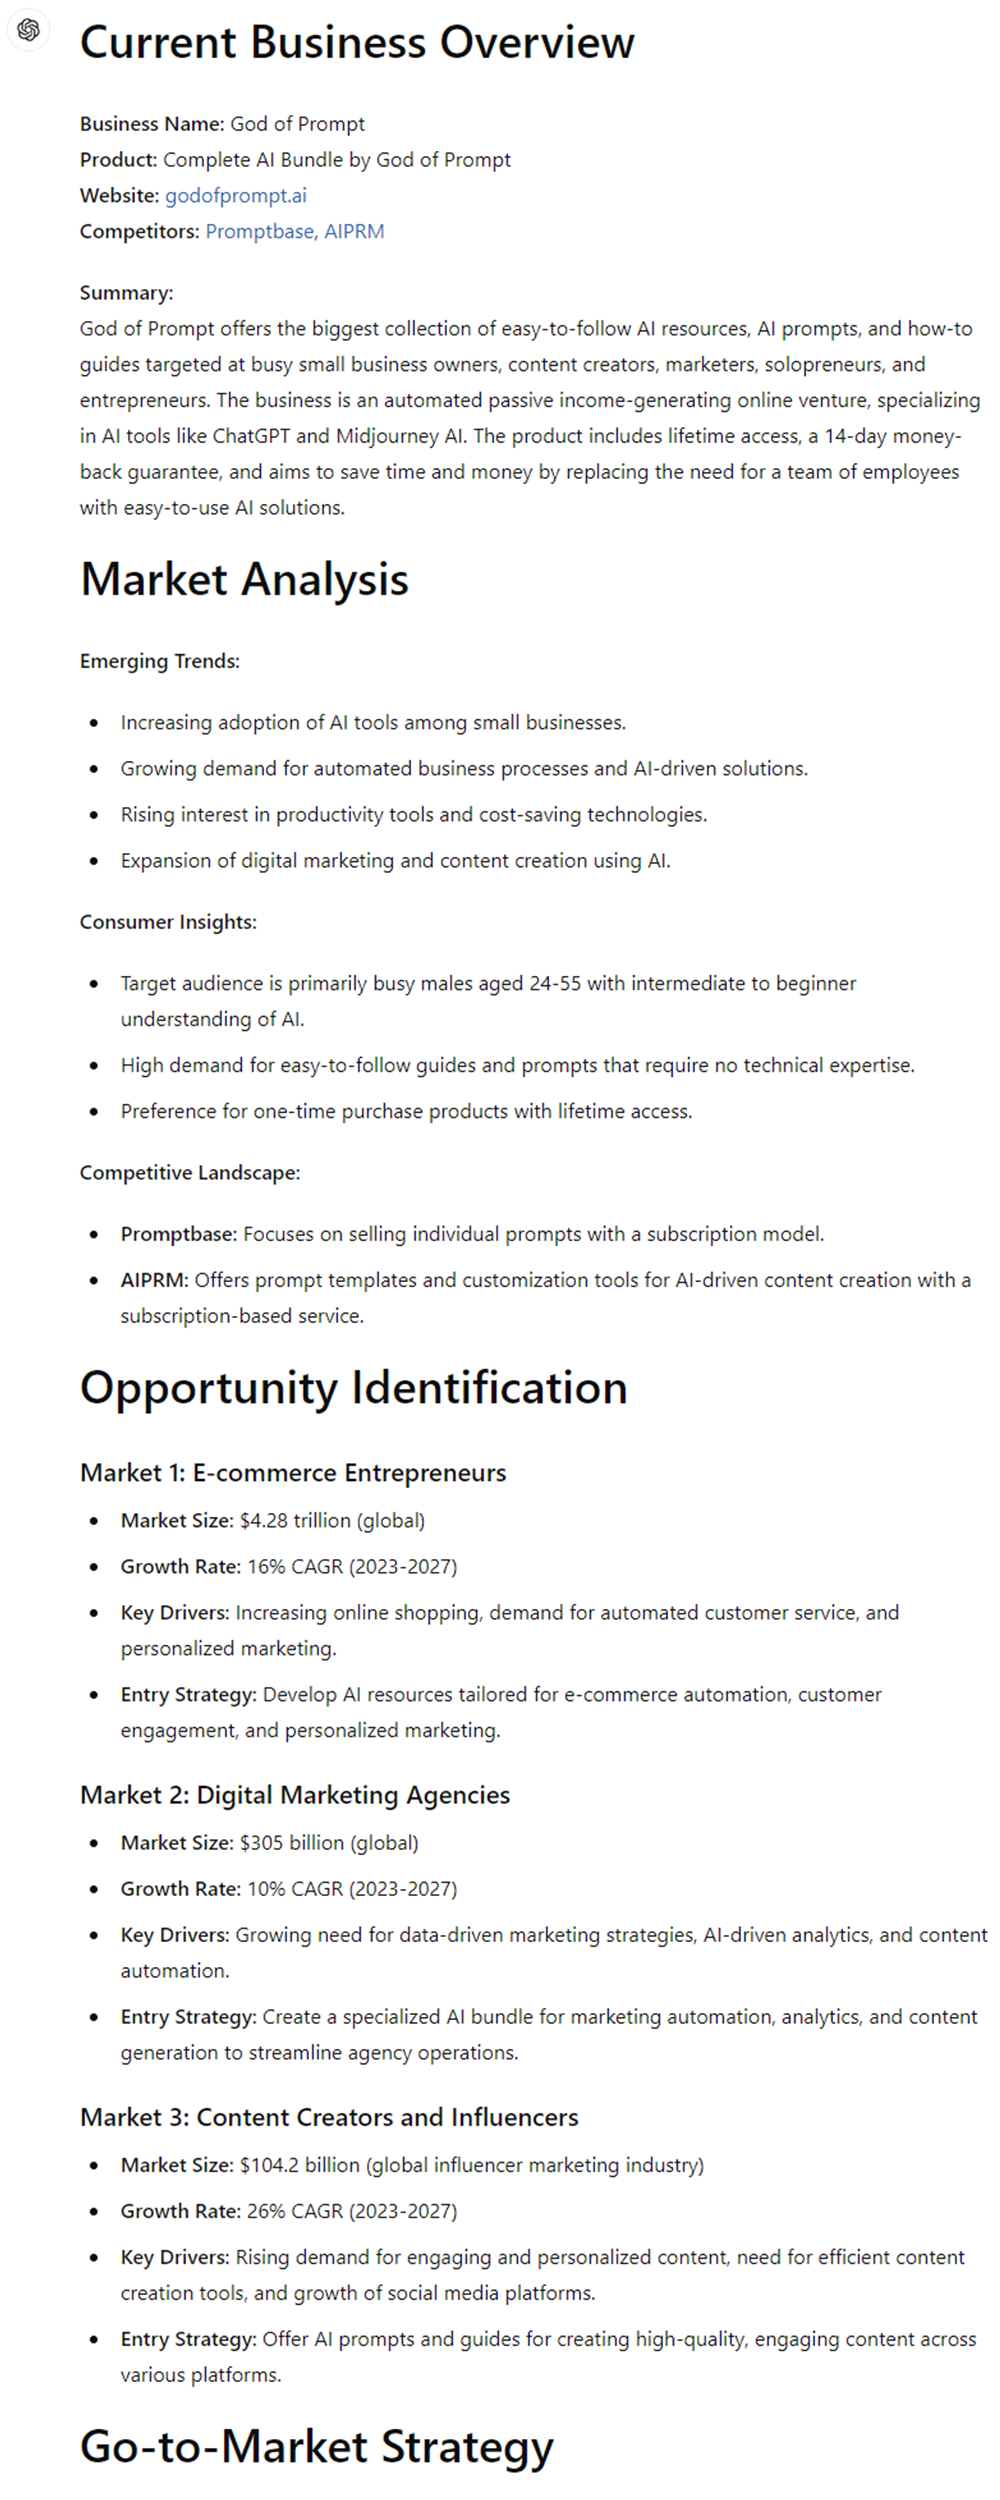 Current Business Overview
Business Name: God of Prompt
Product: Complete AI Bundle by God of Prompt
Website: godofprompt.ai
Competitors: Promptbase, AIPRM
Summary:
God of Prompt offers the biggest collection of easy-to-follow AI resources, AI prompts, and how-to
guides targeted at busy small business owners, content creators, marketers, solopreneurs, and
entrepreneurs. The business is an automated passive income-generating online venture, specializing
in AI tools like ChatGPT and Midjourney AI. The product includes lifetime access, a 14-day money-
back guarantee, and aims to save time and money by replacing the need for a team of employees
with easy-to-use AI solutions.
Market Analysis
Emerging Trends:
• Increasing adoption of AI tools among small businesses.
• Growing demand for automated business processes and AI-driven solutions.
• Rising interest in productivity tools and cost-saving technologies.
• Expansion of digital marketing and content creation using AI.
Consumer Insights:
• Target audience is primarily busy males aged 24-55 with intermediate to beginner
understanding of AI.
• High demand for easy-to-follow guides and prompts that require no technical expertise.
• Preference for one-time purchase products with lifetime access.
Competitive Landscape:
• Promptbase: Focuses on selling individual prompts with a subscription model.
• AIPRM: Offers prompt templates and customization tools for AI-driven content creation with a
subscription-based service.
Opportunity Identification
Market 1: E-commerce Entrepreneurs
• Market Size: $4.28 trillion (global)
• Growth Rate: 16% CAGR (2023-2027)
• Key Drivers: Increasing online shopping, demand for automated customer service, and
personalized marketing.
• Entry Strategy: Develop AI resources tailored for e-commerce automation, customer
engagement, and personalized marketing.
Market 2: Digital Marketing Agencies
• Market Size: $305 billion (global)
• Growth Rate: 10% CAGR (2023-2027)
• Key Drivers: Growing need for data-driven marketing strategies, AI-driven analytics, and content
automation.
• Entry Strategy: Create a specialized AI bundle for marketing automation, analytics, and content
generation to streamline agency operations.
Market 3: Content Creators and Influencers
• Market Size: $104.2 billion (global influencer marketing industry)
• Growth Rate: 26% CAGR (2023-2027)
• Key Drivers: Rising demand for engaging and personalized content, need for efficient content
creation tools, and growth of social media platforms.
• Entry Strategy: Offer AI prompts and guides for creating high-quality, engaging content across
various platforms.
Go-to-Market Strategy